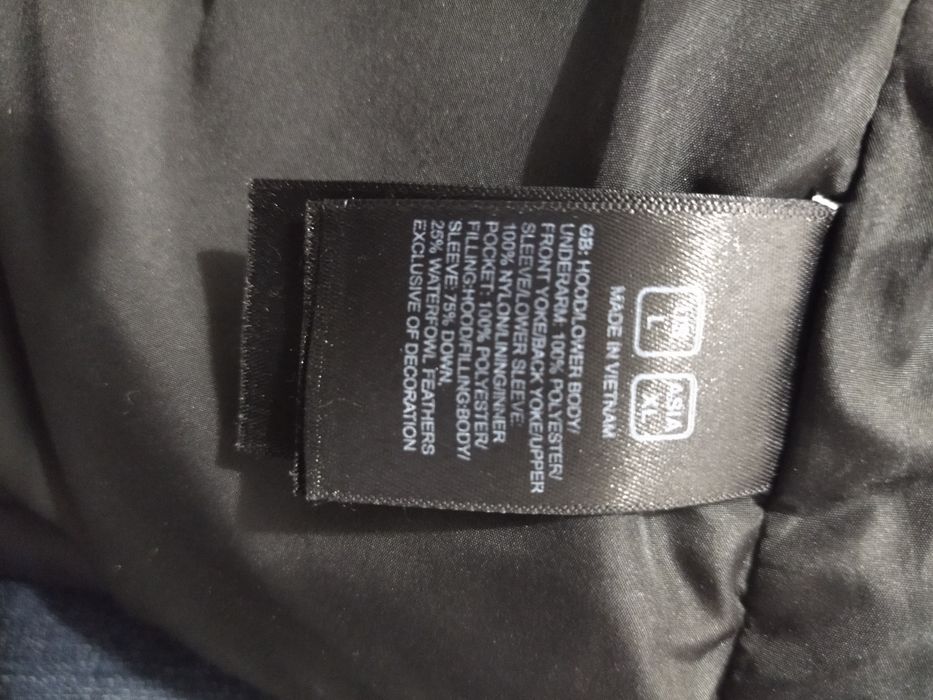 L
ASIA
XL
MADE IN VIETNAM
GB: HOOD/LOWER BODY/
UNDERARM: 100% POLYESTER/
FRONT YOKE/BACK YOKE/UPPER
SLEEVE/LOWER SLEEVE:
100% NYLON/LINING/INNER
POCKET: 100% POLYESTER/
FILLING:HOOD/FILLING:BODY/
SLEEVE: 75% DOWN,
25% WATERFOWL FEATHERS
EXCLUSIVE OF DECORATION